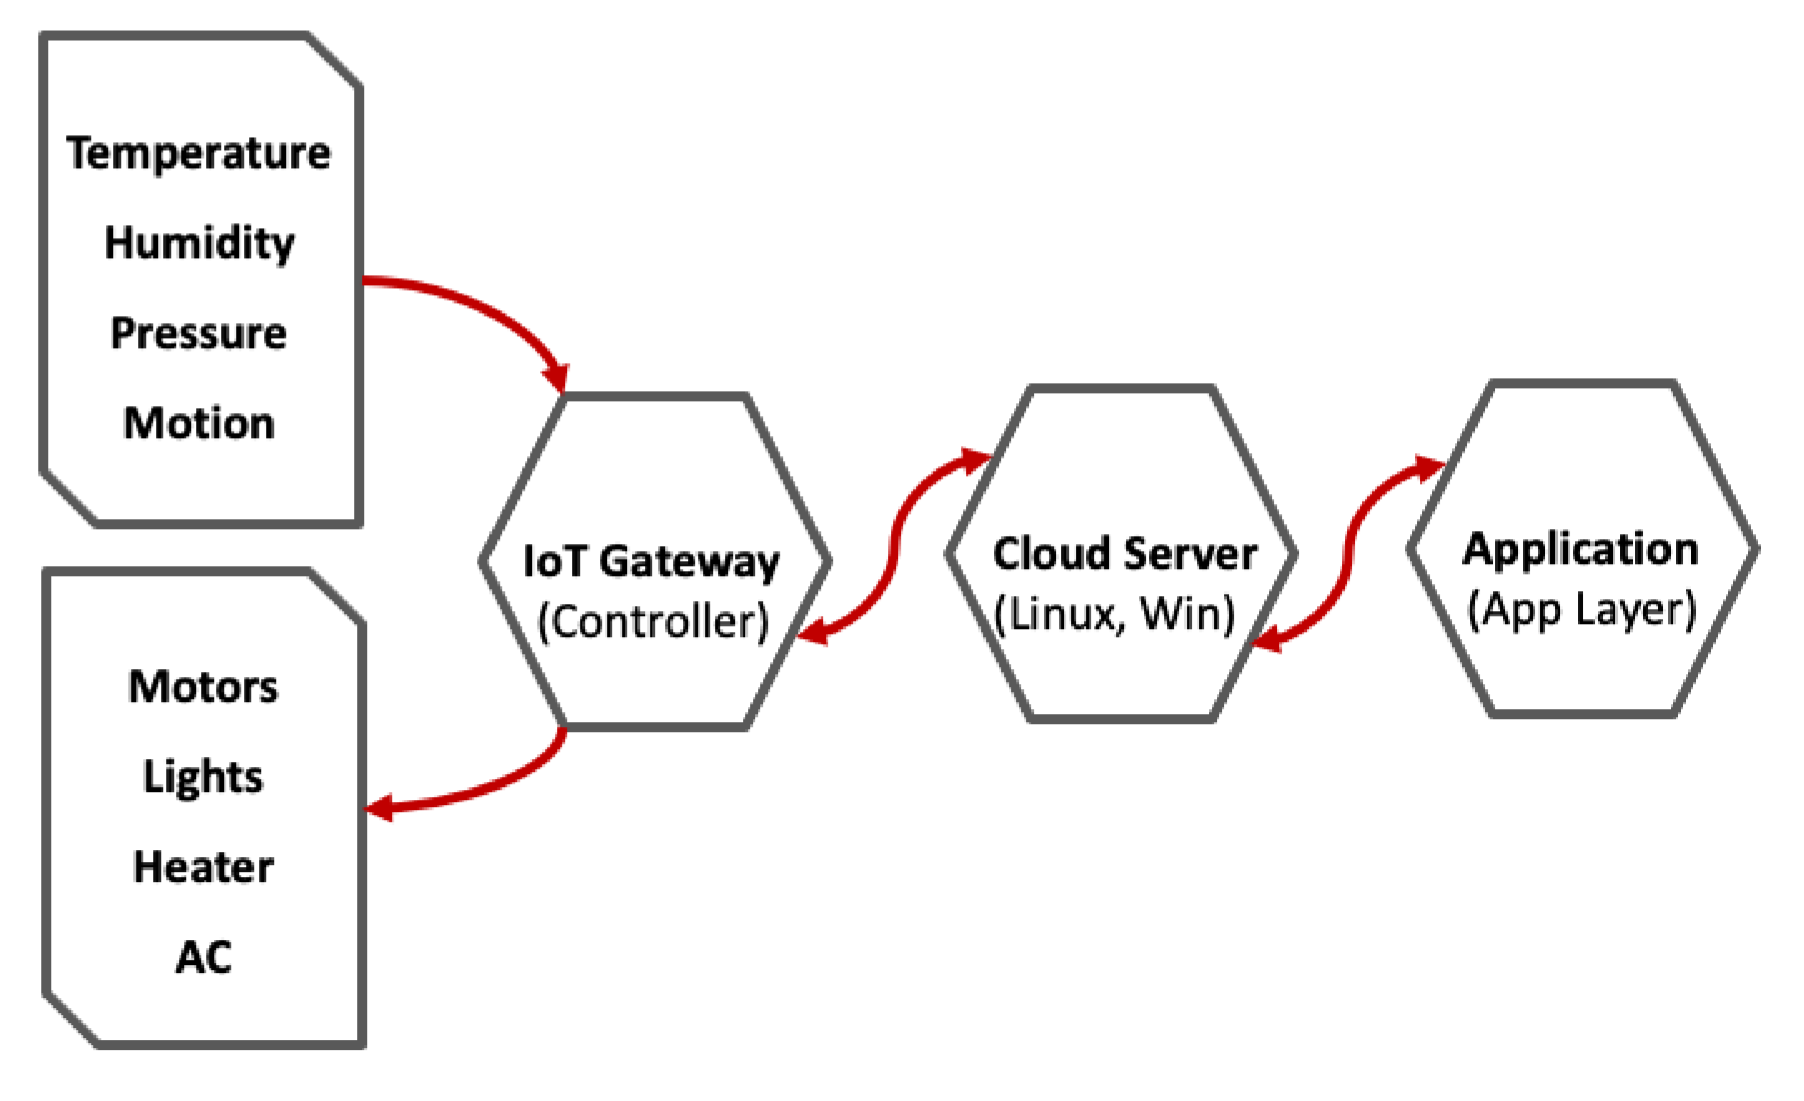 Temperature
Humidity
Pressure
Motion
Motors
Lights
Heater
AC
IoT Gateway
(Controller)
Cloud Server
(Linux, Win)
Application
(App Layer)